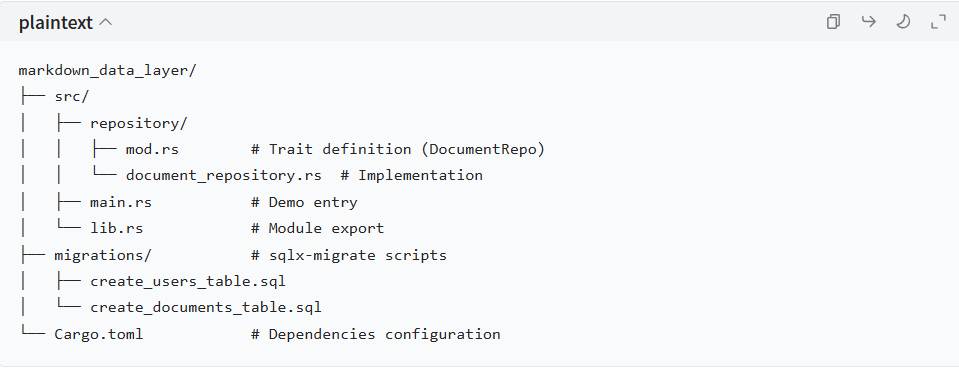 plaintext
markdown_data_layer/
├── src/
│   ├── repository/
│   │   ├── mod.rs        # Trait definition (DocumentRepo)
│   │   └── document_repository.rs  # Implementation
│   ├── main.rs           # Demo entry
│   └── lib.rs            # Module export
├── migrations/           # sqlx-migrate scripts
│   ├── create_users_table.sql
│   └── create_documents_table.sql
└── Cargo.toml            # Dependencies configuration